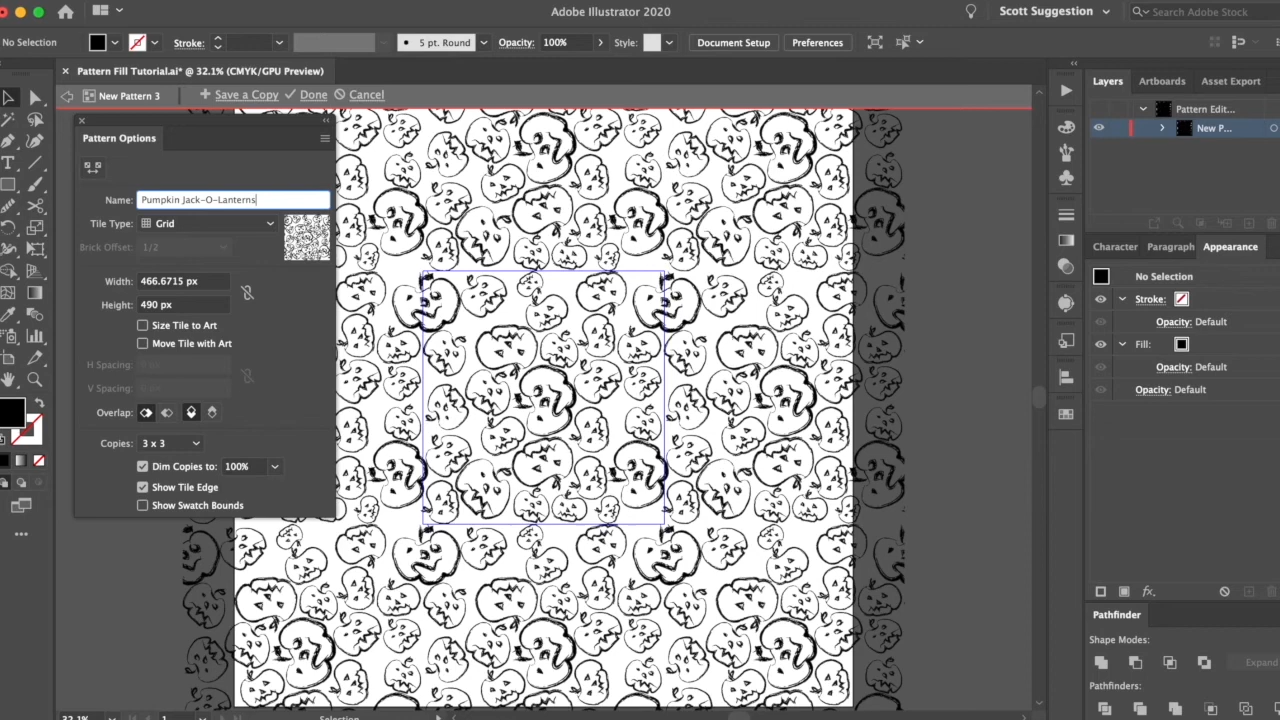 Adobe Illustrator 2020
Scott Suggestion
Search Adobe Stock
No Selection
Stroke:
5 pt. Round
Opacity:
100%
Style:
Document Setup
Preferences
Pattern Fill Tutorial.ai* @ 32.1% (CMYK/GPU Preview)
New Pattern 3
Save a Copy
Done
Cancel
Pattern Options
Name:
Pumpkin Jack-O-Lanterns
Tile Type:
Grid
Brick Offset:
1/2
Width:
466.6715 px
Height:
490 px
Size Tile to Art
Move Tile with Art
H Spacing:
V Spacing:
Overlap:
Copies:
3 x 3
Dim Copies to:
100%
Show Tile Edge
Show Swatch Bounds
Layers
Artboards
Asset Export
Pattern Edit...
New P...
Character
Paragraph
Appearance
No Selection
Stroke:
Opacity: Default
Fill:
Opacity: Default
Opacity: Default
Pathfinder
Shape Modes:
Expand
Pathfinders:
32.1%
1
Selection